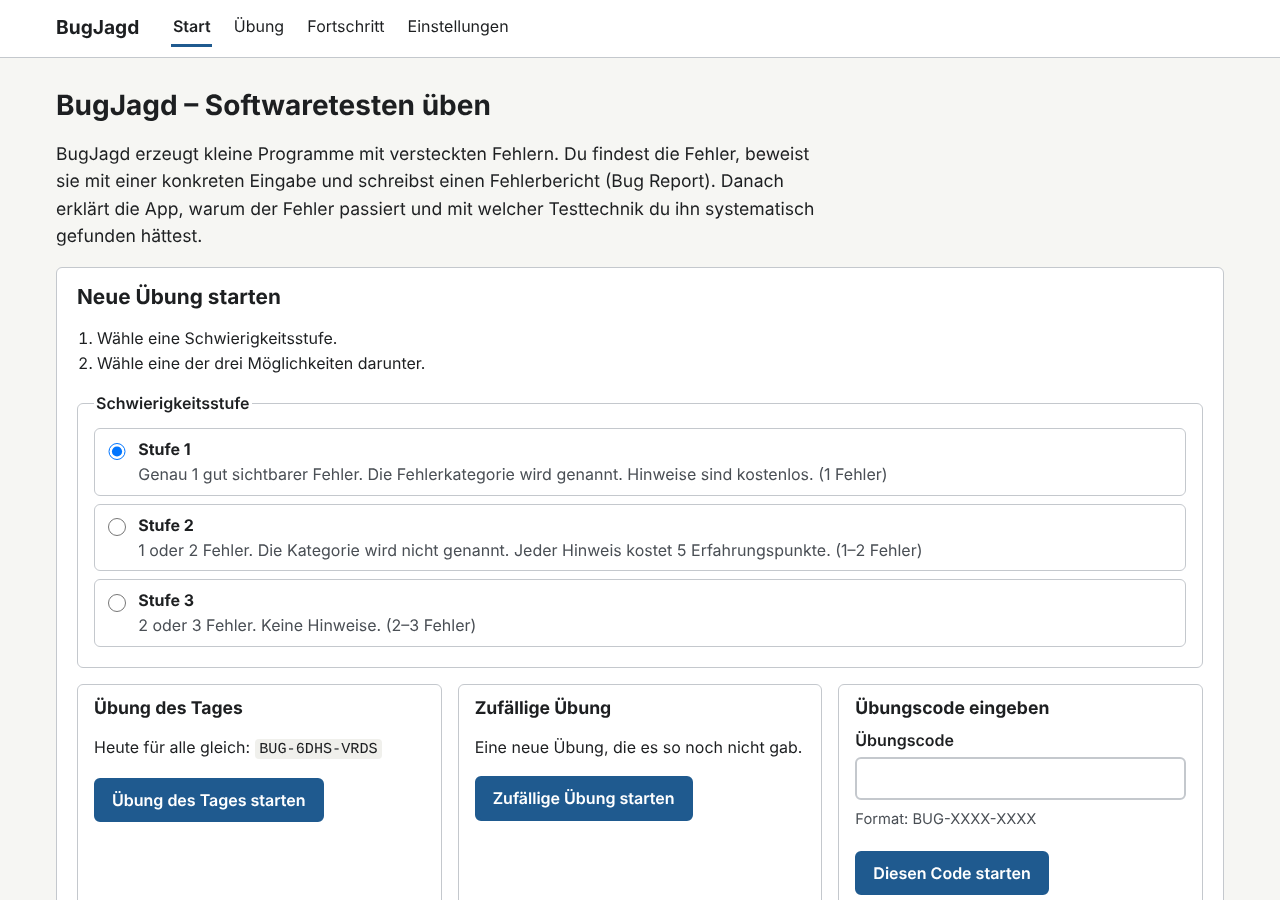 BugJagd
Start
Übung
Fortschritt
Einstellungen
BugJagd – Softwaretesten üben
BugJagd erzeugt kleine Programme mit versteckten Fehlern. Du findest die Fehler, beweist
sie mit einer konkreten Eingabe und schreibst einen Fehlerbericht (Bug Report). Danach
erklärt die App, warum der Fehler passiert und mit welcher Testtechnik du ihn systematisch
gefunden hättest.
Neue Übung starten
1. Wähle eine Schwierigkeitsstufe.
2. Wähle eine der drei Möglichkeiten darunter.
Schwierigkeitsstufe
Stufe 1
Genau 1 gut sichtbarer Fehler. Die Fehlerkategorie wird genannt. Hinweise sind kostenlos. (1 Fehler)
Stufe 2
1 oder 2 Fehler. Die Kategorie wird nicht genannt. Jeder Hinweis kostet 5 Erfahrungspunkte. (1–2 Fehler)
Stufe 3
2 oder 3 Fehler. Keine Hinweise. (2–3 Fehler)
Übung des Tages
Heute für alle gleich: BUG-6DHS-VRDS
Übung des Tages starten
Zufällige Übung
Eine neue Übung, die es so noch nicht gab.
Zufällige Übung starten
Übungscode eingeben
Übungscode
Format: BUG-XXXX-XXXX
Diesen Code starten